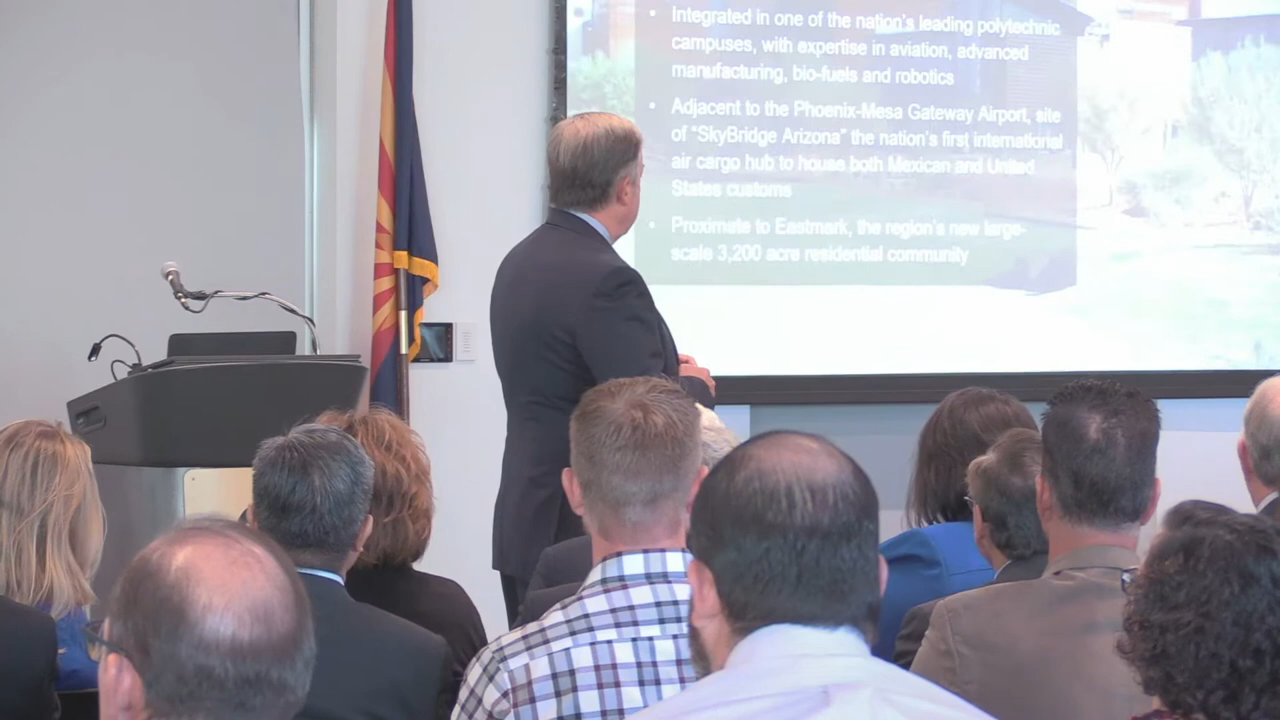 • Integrated in one of the nation's leading polytechnic
campuses, with expertise in aviation, advanced
manufacturing, bio-fuels and robotics
• Adjacent to the Phoenix-Mesa Gateway Airport, site
of "SkyBridge Arizona" the nation's first international
air cargo hub to house both Mexican and United
States customs
• Proximate to Eastmark, the region's new large-
scale 3,200 acre residential community